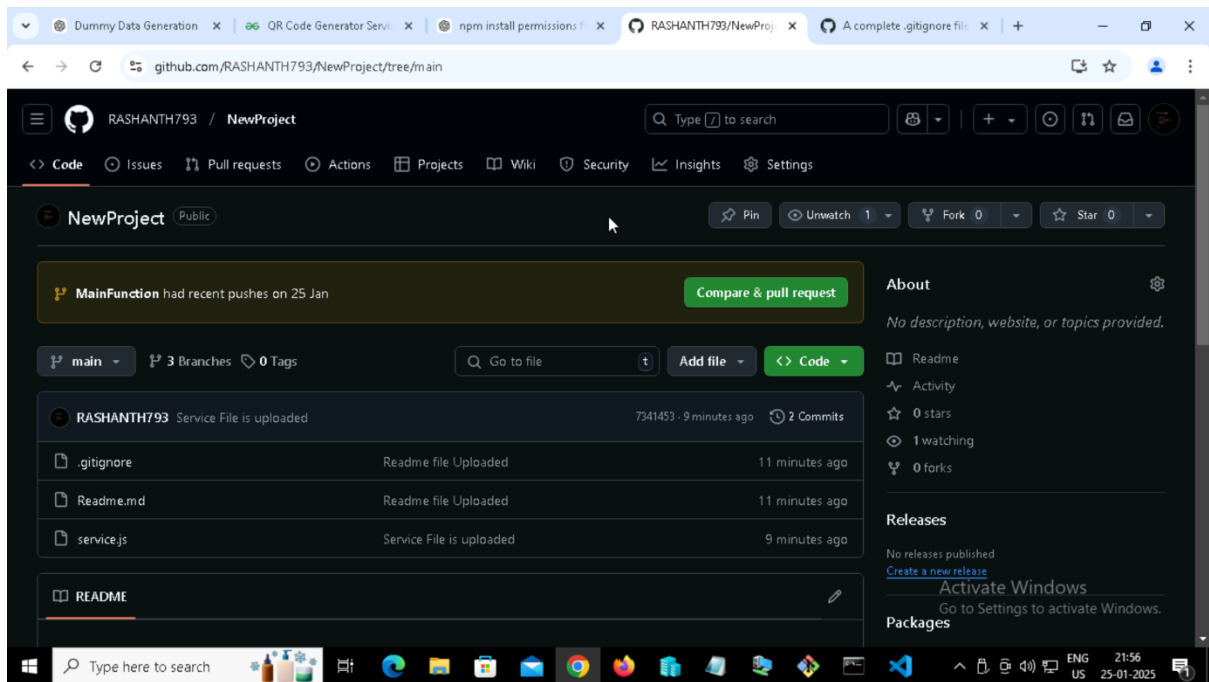 Dummy Data Generation
QR Code Generator Servi
npm install permissions f
RASHANTH793/NewProj
A complete .gitignore file
github.com/RASHANTH793/NewProject/tree/main
RASHANTH793 / NewProject
Type / to search
Code
Issues
Pull requests
Actions
Projects
Wiki
Security
Insights
Settings
NewProject Public
Pin
Unwatch 1
Fork 0
Star 0
MainFunction had recent pushes on 25 Jan
Compare & pull request
main
3 Branches
0 Tags
Go to file t
Add file
Code
RASHANTH793 Service File is uploaded
7341453 · 9 minutes ago
2 Commits
.gitignore
Readme file Uploaded
11 minutes ago
Readme.md
Readme file Uploaded
11 minutes ago
service.js
Service File is uploaded
9 minutes ago
README
About
No description, website, or topics provided.
Readme
Activity
0 stars
1 watching
0 forks
Releases
No releases published
Create a new release
Packages
Activate Windows
Go to Settings to activate Windows.
Type here to search
ENG
US
21:56
25-01-2025
1